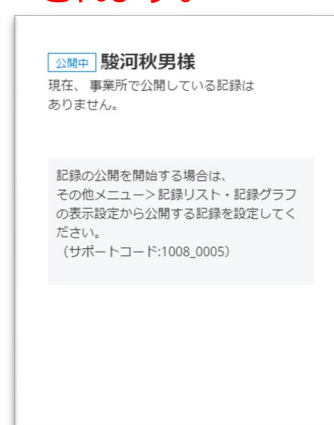 公開中 駿河秋男様
現在、事業所で公開している記録は
ありません。
記録の公開を開始する場合は、
その他メニュー＞記録リスト・記録グラフ
の表示設定から公開する記録を設定してく
ださい。
（サポートコード:1008_0005）